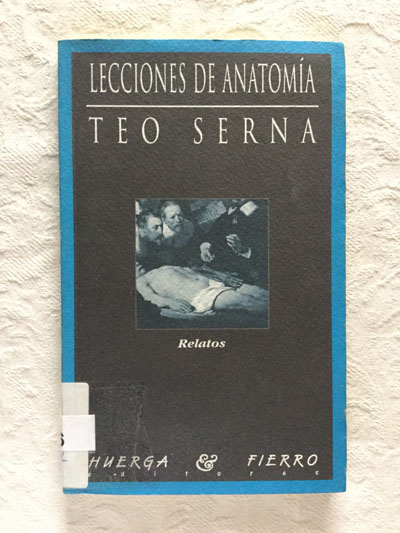 LECCIONES DE ANATOMÍA
TEO SERNA
Relatos
HUERGA & FIERRO
editores